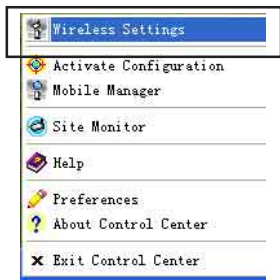 Wireless Settings
Activate Configuration
Mobile Manager
Site Monitor
Help
Preferences
About Control Center
Exit Control Center